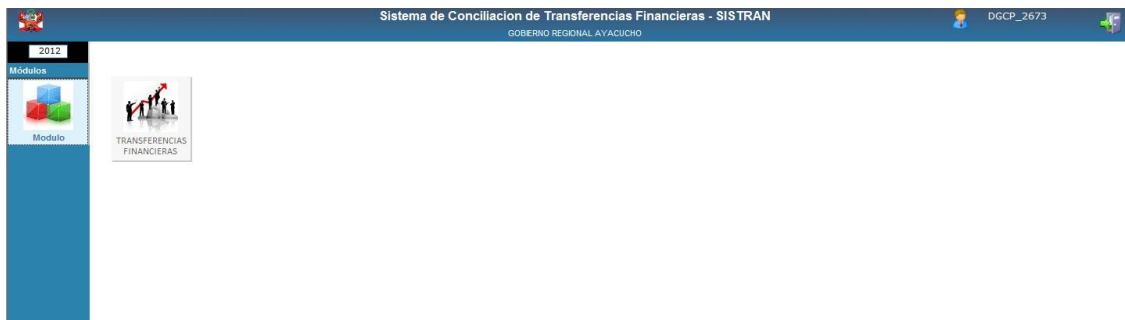 Sistema de Conciliacion de Transferencias Financieras - SISTRAN
GOBIERNO REGIONAL AYACUCHO
DGCP_2673
2012
Módulos
Modulo
TRANSFERENCIAS
FINANCIERAS